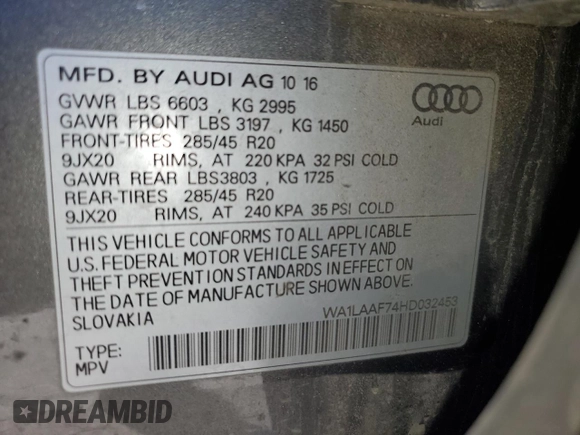 MFD. BY AUDI AG 10 16
GVWR LBS 6603 , KG 2995
GAWR FRONT LBS 3197 , KG 1450
FRONT-TIRES 285/45 R20
9JX20 RIMS, AT 220 KPA 32 PSI COLD
GAWR REAR LBS3803 , KG 1725
REAR-TIRES 285/45 R20
9JX20 RIMS, AT 240 KPA 35 PSI COLD
THIS VEHICLE CONFORMS TO ALL APPLICABLE
U.S. FEDERAL MOTOR VEHICLE SAFETY AND
THEFT PREVENTION STANDARDS IN EFFECT ON
THE DATE OF MANUFACTURE SHOWN ABOVE.
SLOVAKIA
WA1LAAF74HD032453
TYPE:
MPV
Audi
DREAMBID